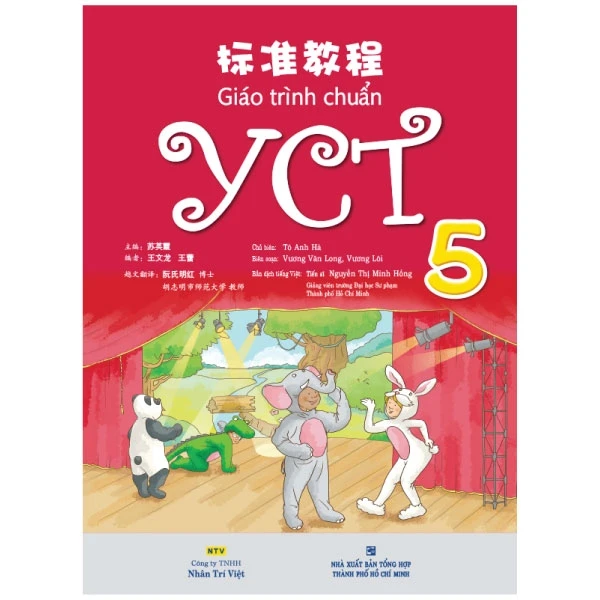 标准教程
Giáo trình chuẩn
YCT
5
主编: 苏英霞
编者: 王文龙 王蕾
越文翻译: 阮氏明红 博士
胡志明市师范大学 教师
Chủ biên: Tô Anh Hà
Biên soạn: Vương Văn Long, Vương Lôi
Bản dịch tiếng Việt: Tiến sĩ Nguyễn Thị Minh Hồng
Giảng viên trường Đại học Sư phạm
Thành phố Hồ Chí Minh
NTV
Công ty TNHH
Nhân Trí Việt
NHÀ XUẤT BẢN TỔNG HỢP
THÀNH PHỐ HỒ CHÍ MINH